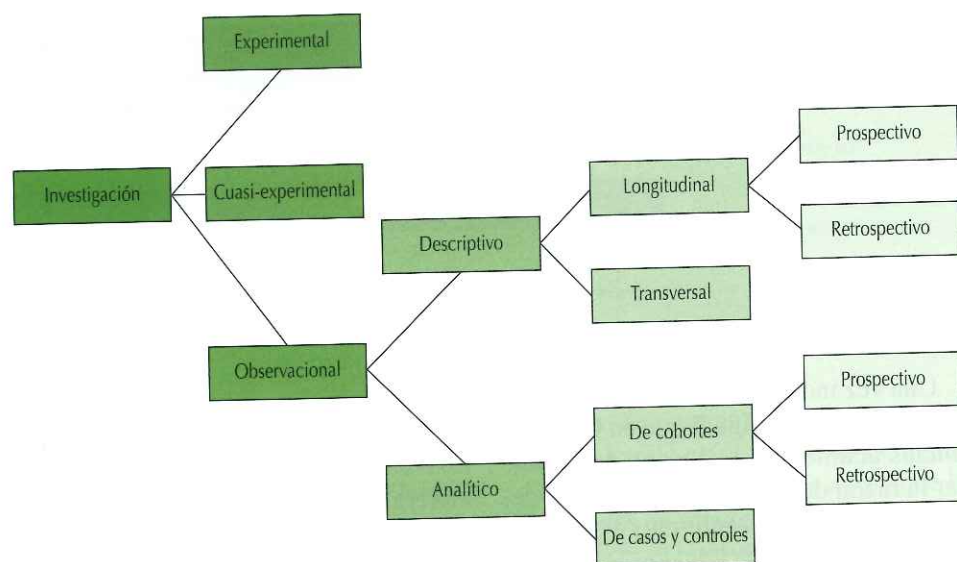 Experimental
Investigación
Cuasi-experimental
Observacional
Descriptivo
Analítico
Longitudinal
Transversal
De cohortes
De casos y controles
Prospectivo
Retrospectivo
Prospectivo
Retrospectivo